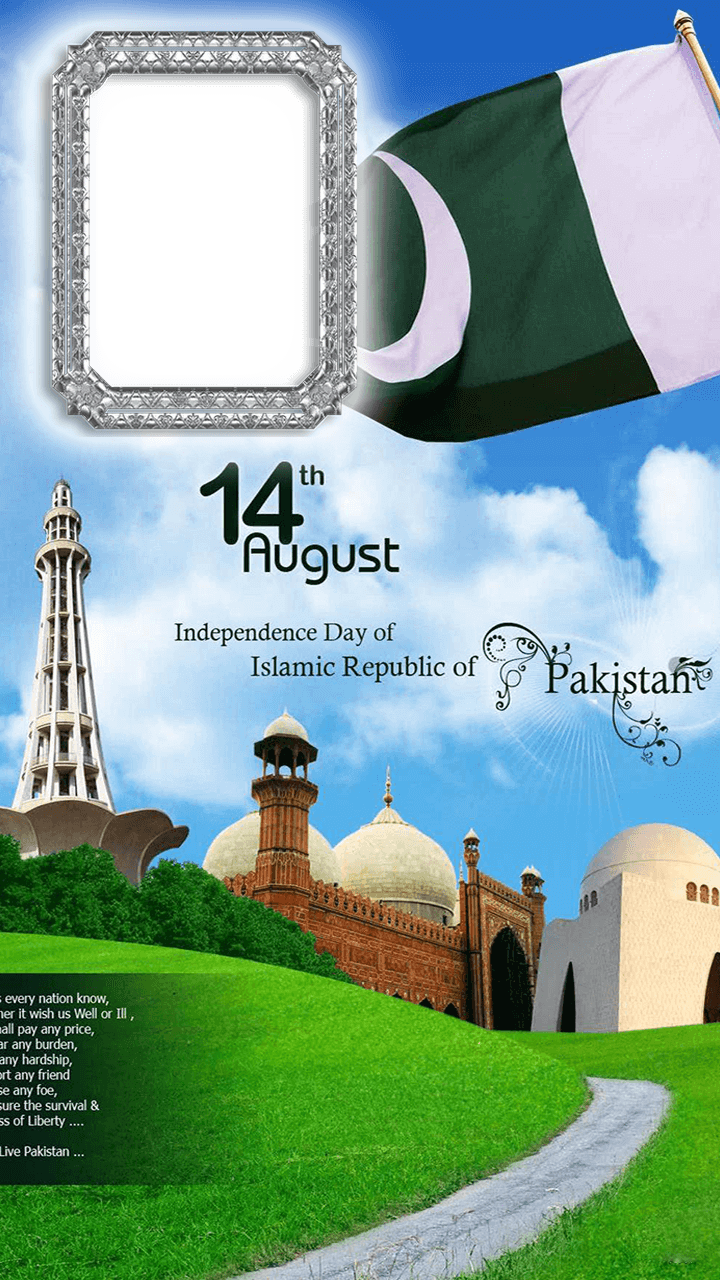 14th
August
Independence Day of
Islamic Republic of Pakistan
every nation know,
her it wish us Well or Ill ,
all pay any price,
ar any burden,
any hardship,
ort any friend
se any foe,
sure the survival &
ss of Liberty ....
Live Pakistan ...